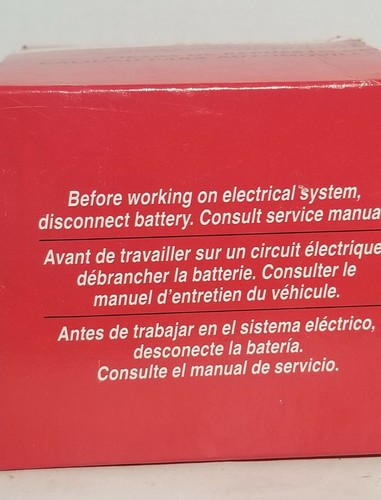 Before working on electrical system,
disconnect battery. Consult service manua
Avant de travailler sur un circuit électrique
débrancher la batterie. Consulter le
manuel d'entretien du véhicule.
Antes de trabajar en el sistema eléctrico,
desconecte la batería.
Consulte el manual de servicio.